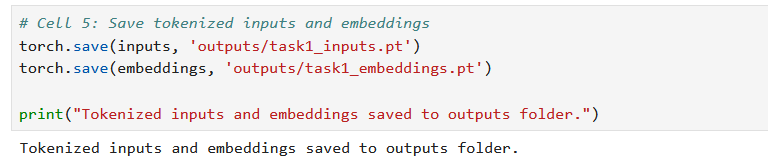 # Cell 5: Save tokenized inputs and embeddings
torch.save(inputs, 'outputs/task1_inputs.pt')
torch.save(embeddings, 'outputs/task1_embeddings.pt')
print("Tokenized inputs and embeddings saved to outputs folder.")
Tokenized inputs and embeddings saved to outputs folder.